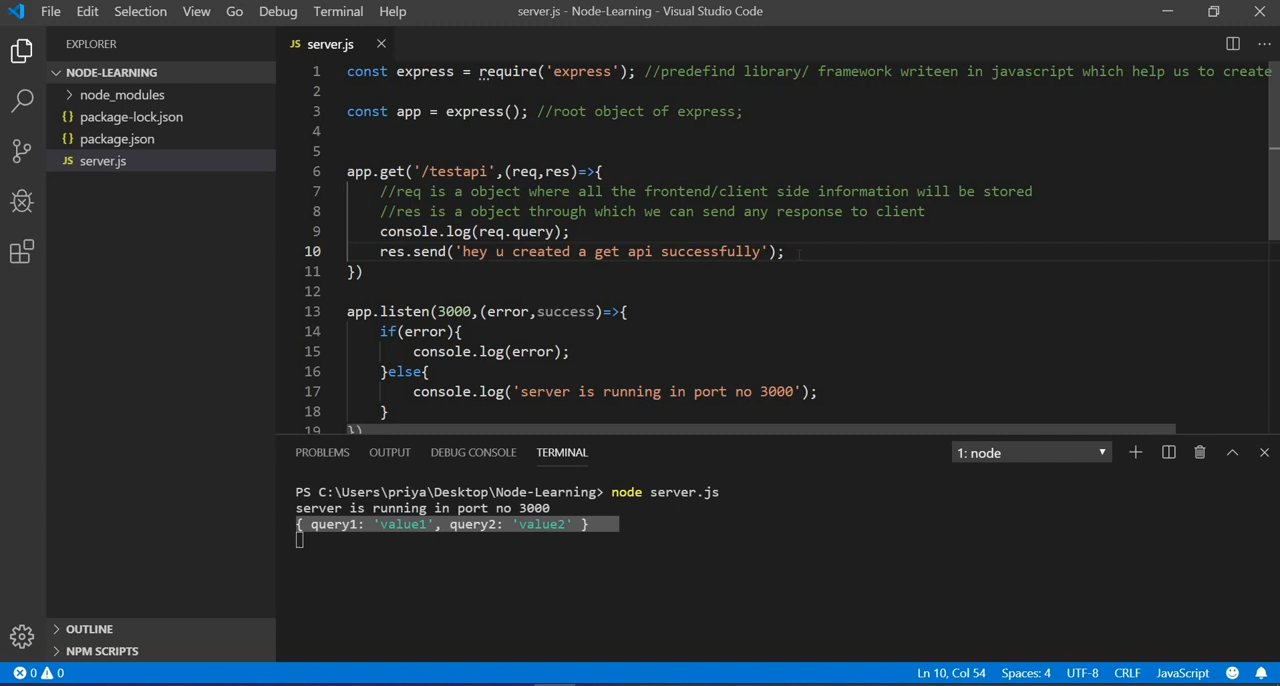 File Edit Selection View Go Debug Terminal Help server.js - Node-Learning - Visual Studio Code
EXPLORER
NODE-LEARNING
node_modules
{} package-lock.json
{} package.json
JS server.js
OUTLINE
NPM SCRIPTS
JS server.js
1 const express = require('express'); //predefind library/ framework writeen in javascript which help us to create
2
3 const app = express(); //root object of express;
4
5
6 app.get('/testapi',(req,res)=>{
7 //req is a object where all the frontend/client side information will be stored
8 //res is a object through which we can send any response to client
9 console.log(req.query);
10 res.send('hey u created a get api successfully');
11 })
12
13 app.listen(3000,(error,success)=>{
14 if(error){
15 console.log(error);
16 }else{
17 console.log('server is running in port no 3000');
18 }
19 })
PROBLEMS OUTPUT DEBUG CONSOLE TERMINAL 1: node
PS C:\Users\priya\Desktop\Node-Learning> node server.js
server is running in port no 3000
{ query1: 'value1', query2: 'value2' }
0 0 Ln 10, Col 54 Spaces: 4 UTF-8 CRLF JavaScript